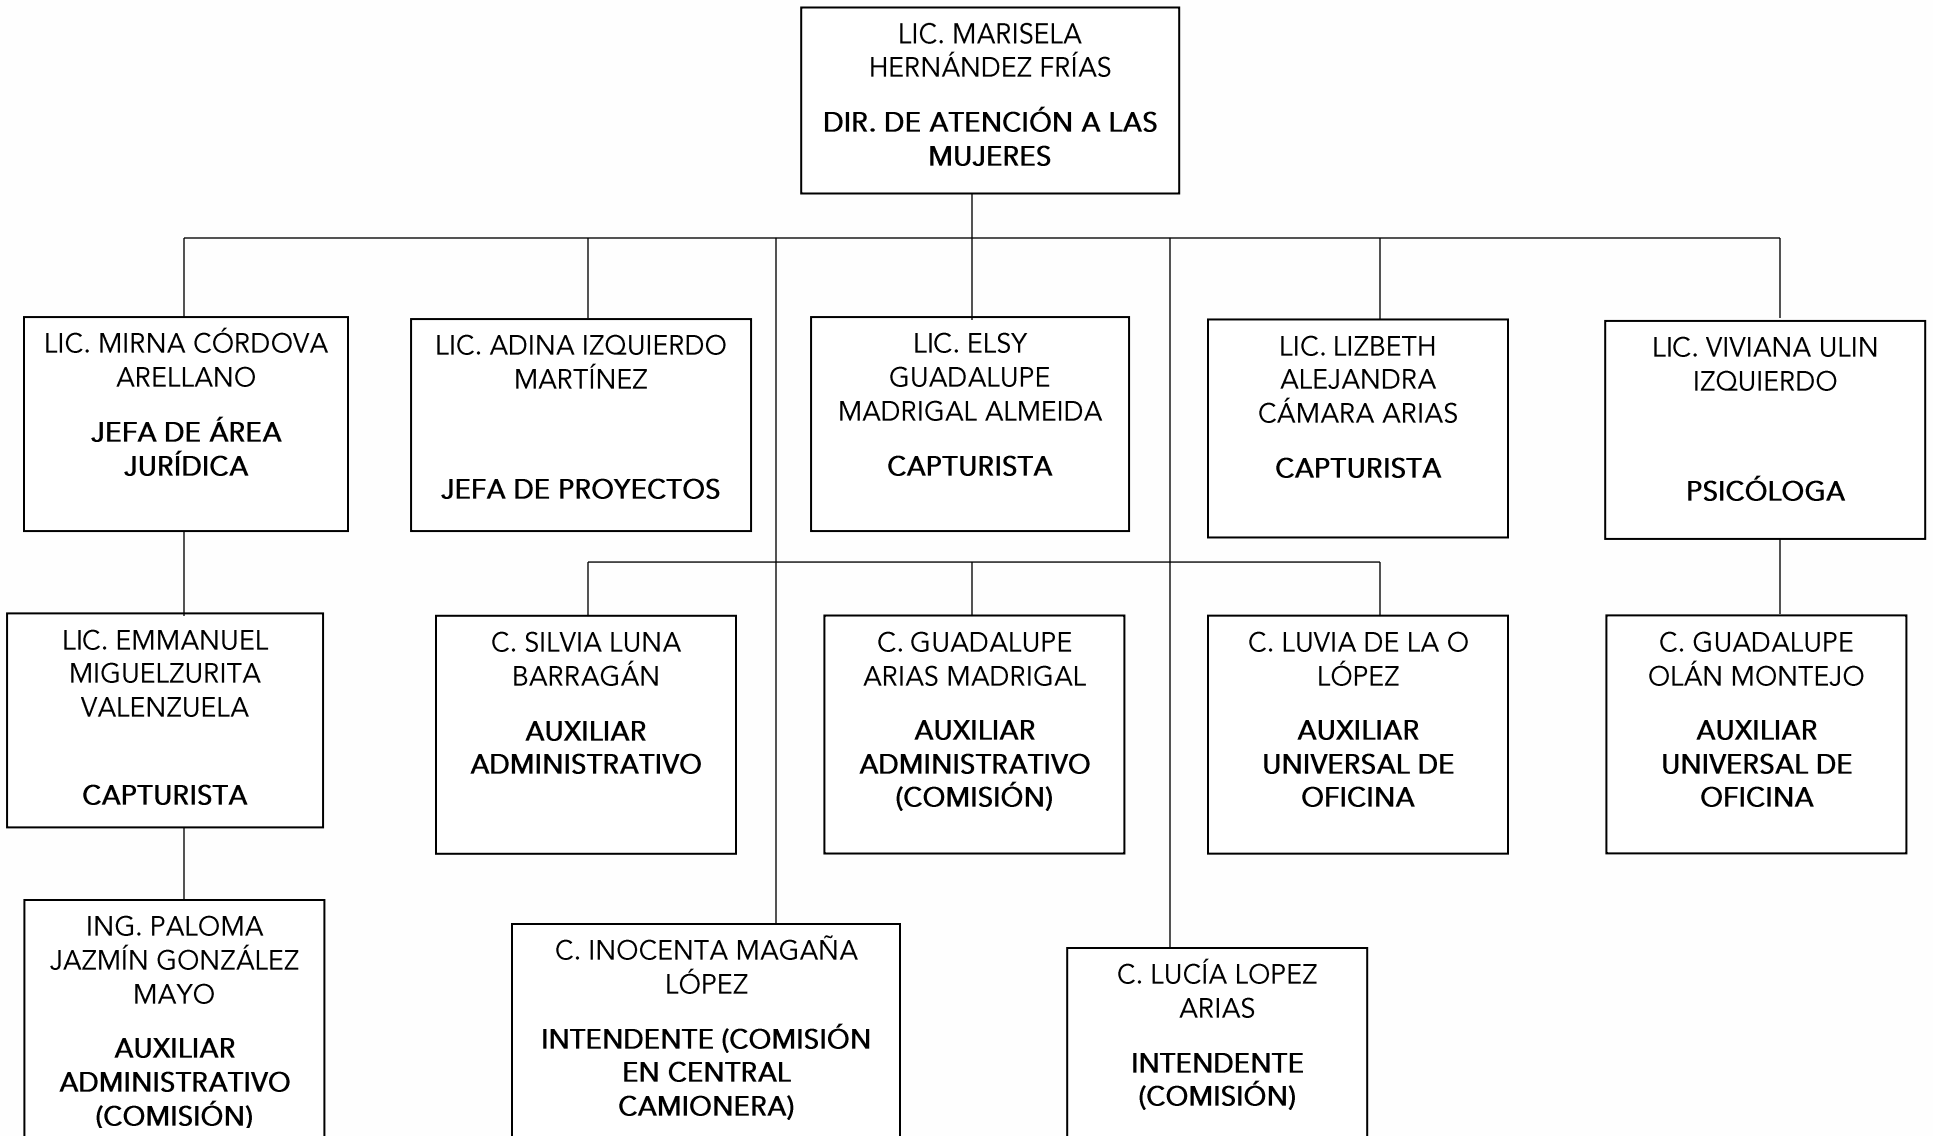 LIC. MARISELA
HERNÁNDEZ FRÍAS
DIR. DE ATENCIÓN A LAS
MUJERES
LIC. MIRNA CÓRDOVA
ARELLANO
JEFA DE ÁREA
JURÍDICA
LIC. ADINA IZQUIERDO
MARTÍNEZ
JEFA DE PROYECTOS
LIC. ELSY
GUADALUPE
MADRIGAL ALMEIDA
CAPTURISTA
LIC. LIZBETH
ALEJANDRA
CÁMARA ARIAS
CAPTURISTA
LIC. VIVIANA ULIN
IZQUIERDO
PSICÓLOGA
LIC. EMMANUEL
MIGUELZURITA
VALENZUELA
CAPTURISTA
C. SILVIA LUNA
BARRAGÁN
AUXILIAR
ADMINISTRATIVO
C. GUADALUPE
ARIAS MADRIGAL
AUXILIAR
ADMINISTRATIVO
(COMISIÓN)
C. LUVIA DE LA O
LÓPEZ
AUXILIAR
UNIVERSAL DE
OFICINA
C. GUADALUPE
OLÁN MONTEJO
AUXILIAR
UNIVERSAL DE
OFICINA
ING. PALOMA
JAZMÍN GONZÁLEZ
MAYO
AUXILIAR
ADMINISTRATIVO
(COMISIÓN)
C. INOCENTA MAGAÑA
LÓPEZ
INTENDENTE (COMISIÓN
EN CENTRAL
CAMIONERA)
C. LUCÍA LOPEZ
ARIAS
INTENDENTE
(COMISIÓN)